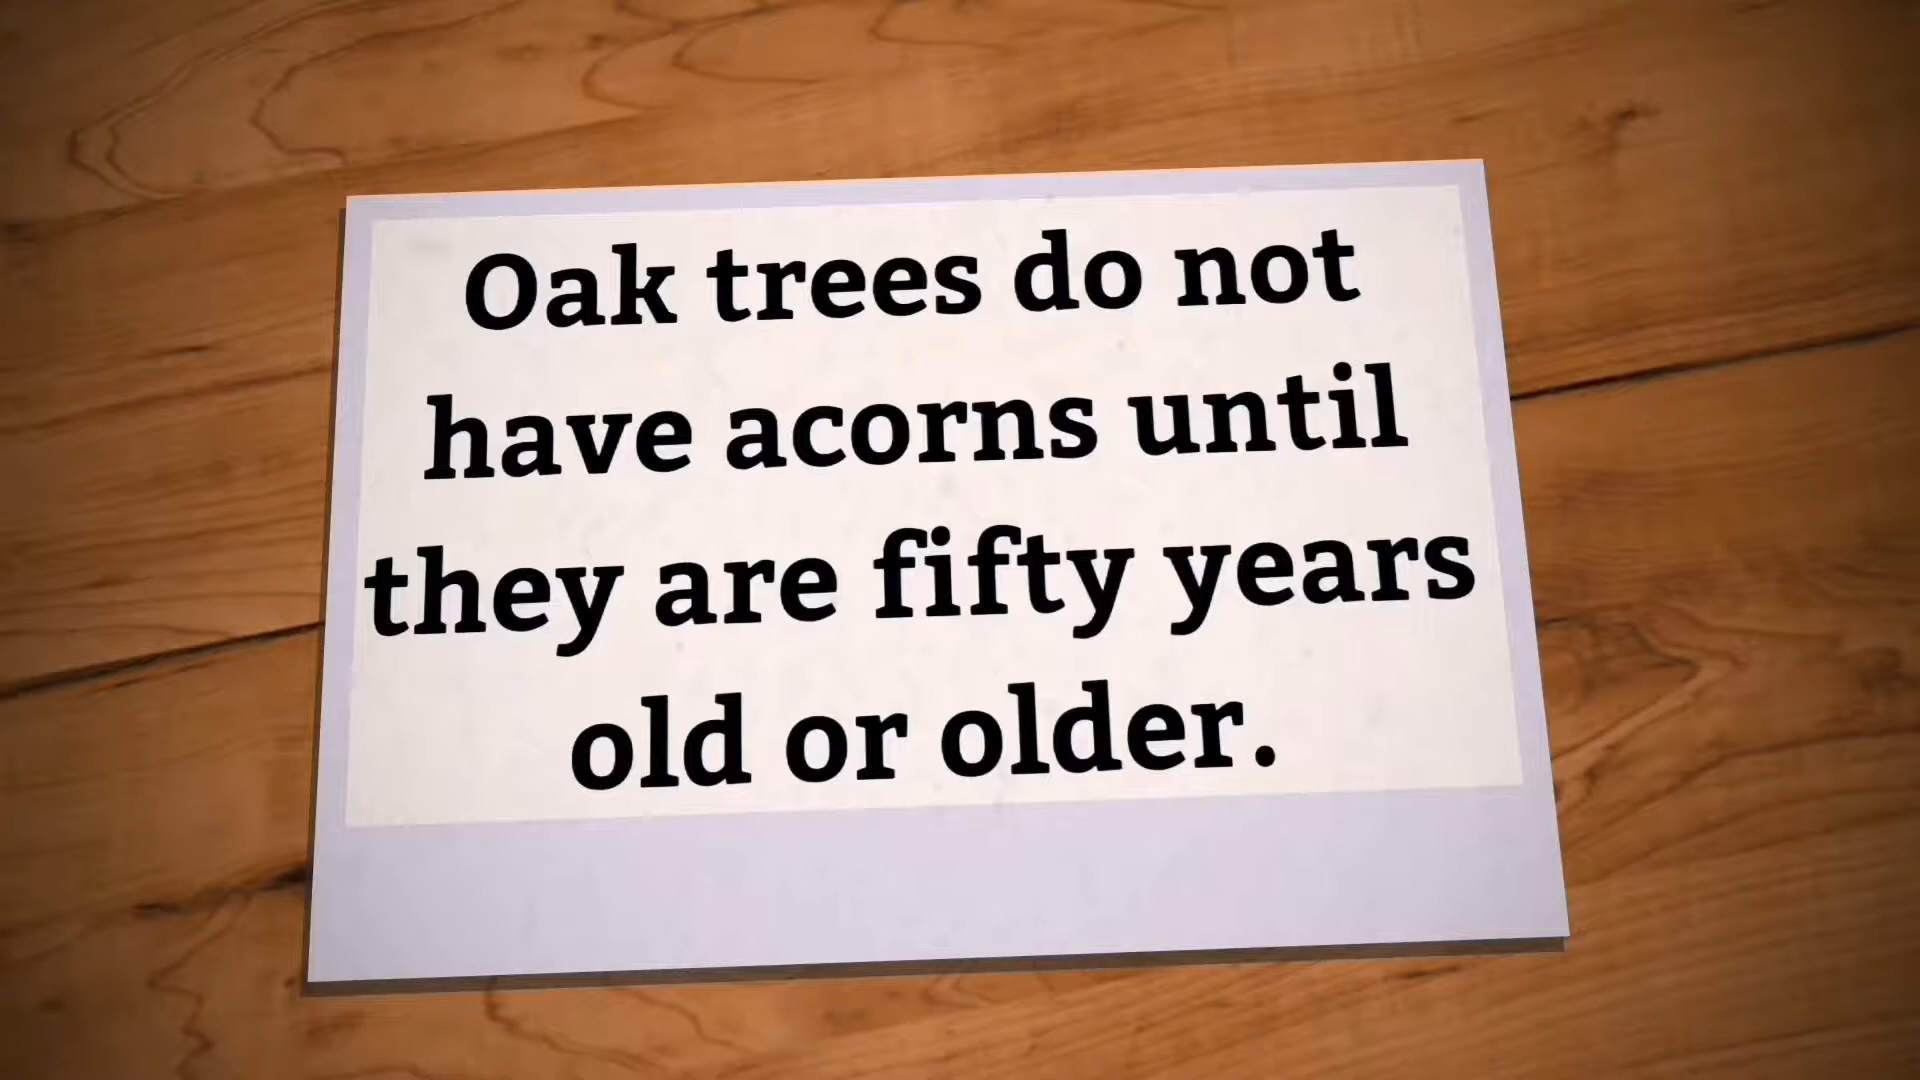 Oak trees do not
have acorns until
they are fifty years
old or older.